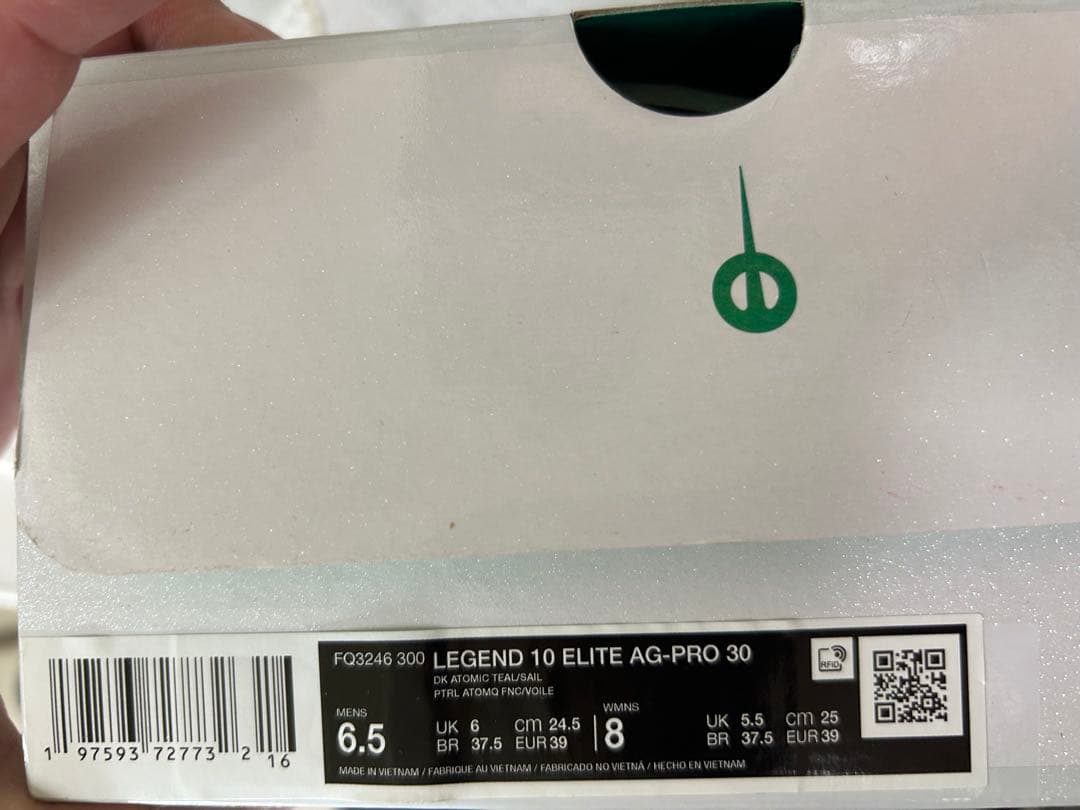 FQ3246 300 LEGEND 10 ELITE AG-PRO 30
DK ATOMIC TEAL/SAIL
PTRL ATOMQ FNC/VOILE
RFID
MENS
6.5
UK 6 cm 24.5
BR 37.5 EUR 39
WMNS
8
UK 5.5 cm 25
BR 37.5 EUR 39
MADE IN VIETNAM / FABRIQUE AU VIETNAM / FABRICADO NO VIETNÃ / HECHO EN VIETNAM
1 97593 72773 2 16